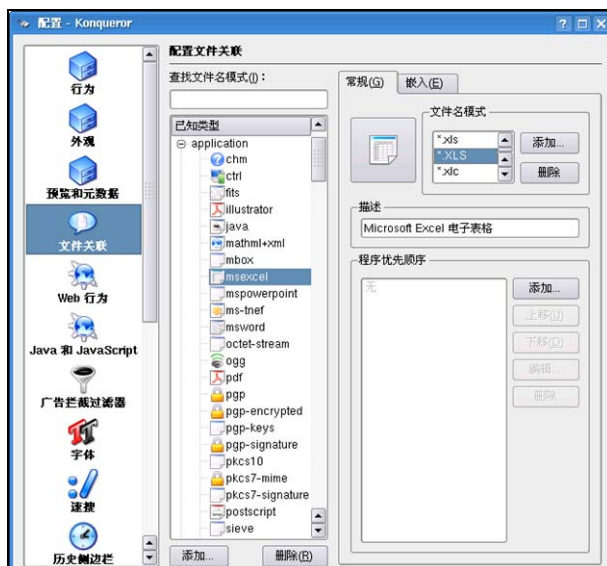 配置 - Konqueror
行为
外观
预览和元数据
文件关联
Web 行为
Java 和 JavaScript
广告拦截过滤器
字体
速搜
历史侧边栏
配置文件关联
查找文件名模式(I):
已知类型
application
chm
ctrl
fits
illustrator
java
mathml+xml
mbox
msexcel
mspowerpoint
ms-tnef
msword
octet-stream
ogg
pdf
pgp
pgp-encrypted
pgp-keys
pgp-signature
pkcs10
pkcs7-mime
pkcs7-signature
postscript
sieve
添加...
删除(R)
常规(G)
嵌入(E)
文件名模式
*.xls
*.XLS
*.xlc
添加...
删除
描述
Microsoft Excel 电子表格
程序优先顺序
无
添加...
上移(U)
下移(D)
编辑...
删除